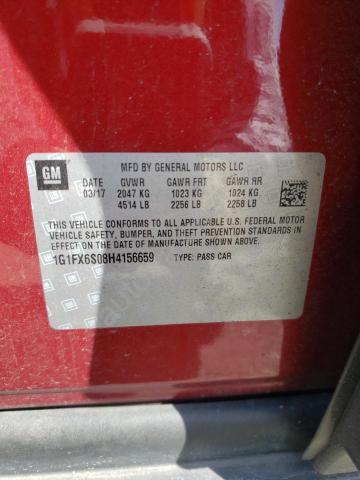 GM
MFD BY GENERAL MOTORS LLC
DATE GVWR GAWR FRT GAWR RR
03/17 2047 KG 1023 KG 1024 KG
4514 LB 2256 LB 2258 LB
THIS VEHICLE CONFORMS TO ALL APPLICABLE U.S. FEDERAL MOTOR
VEHICLE SAFETY, BUMPER, AND THEFT PREVENTION STANDARDS IN
EFFECT ON THE DATE OF MANUFACTURE SHOWN ABOVE.
1G1FX6S08H4156659 TYPE: PASS CAR